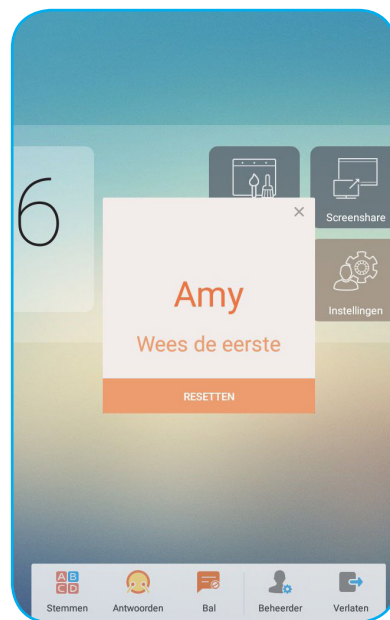 6
Screenshare
Instellingen
×
Amy
Wees de eerste
RESETTEN
A B
C D
Stemmen Antwoorden Bal Beheerder Verlaten